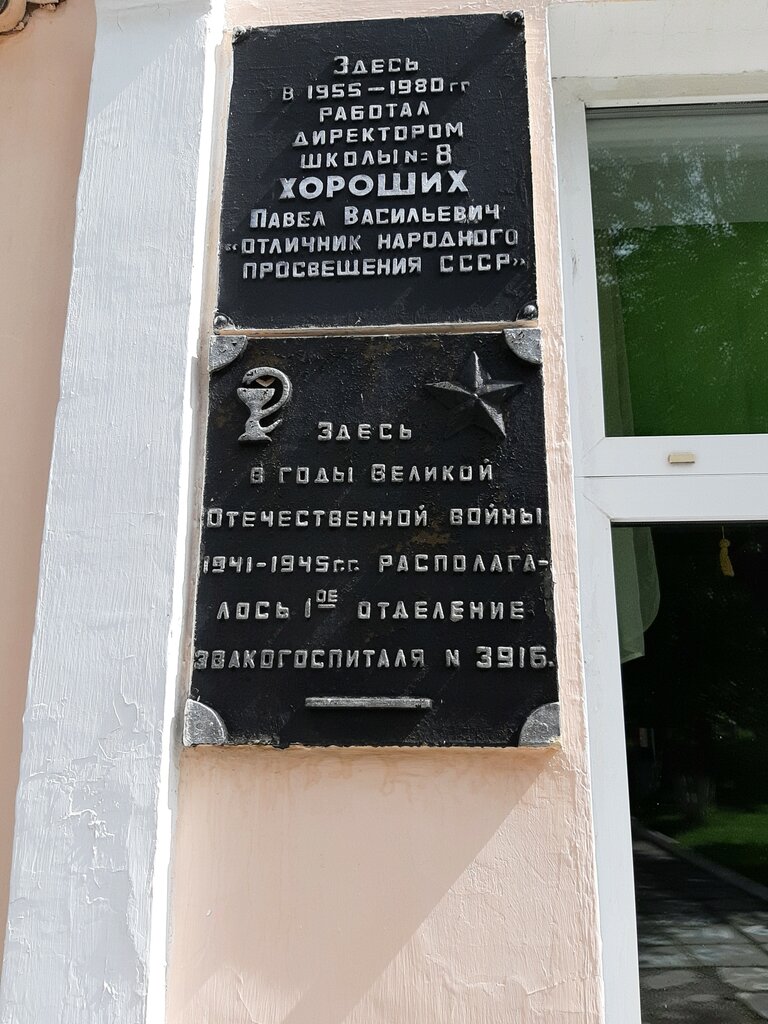 Здесь
в 1955-1980 гг
работал
директором
школы № 8
ХОРОШИХ
Павел Васильевич
"Отличник народного
просвещения СССР"
Здесь
в годы Великой
Отечественной войны
1941-1945 г.г. располага-
лось 1ое отделение
эвакогоспиталя N 3916.